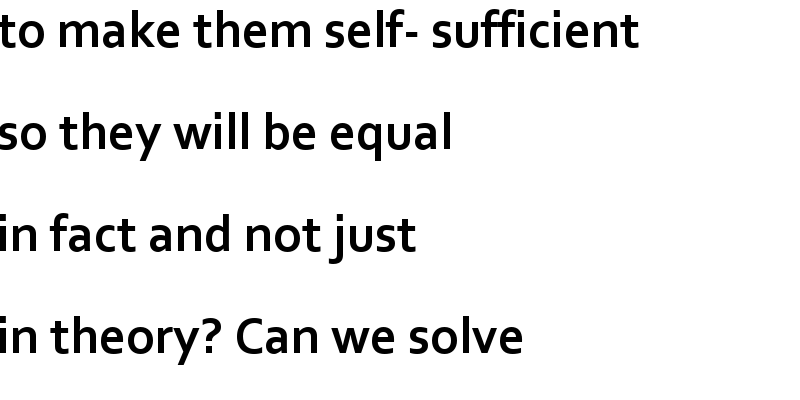 to make them self- sufficient
so they will be equal
in fact and not just
in theory? Can we solve